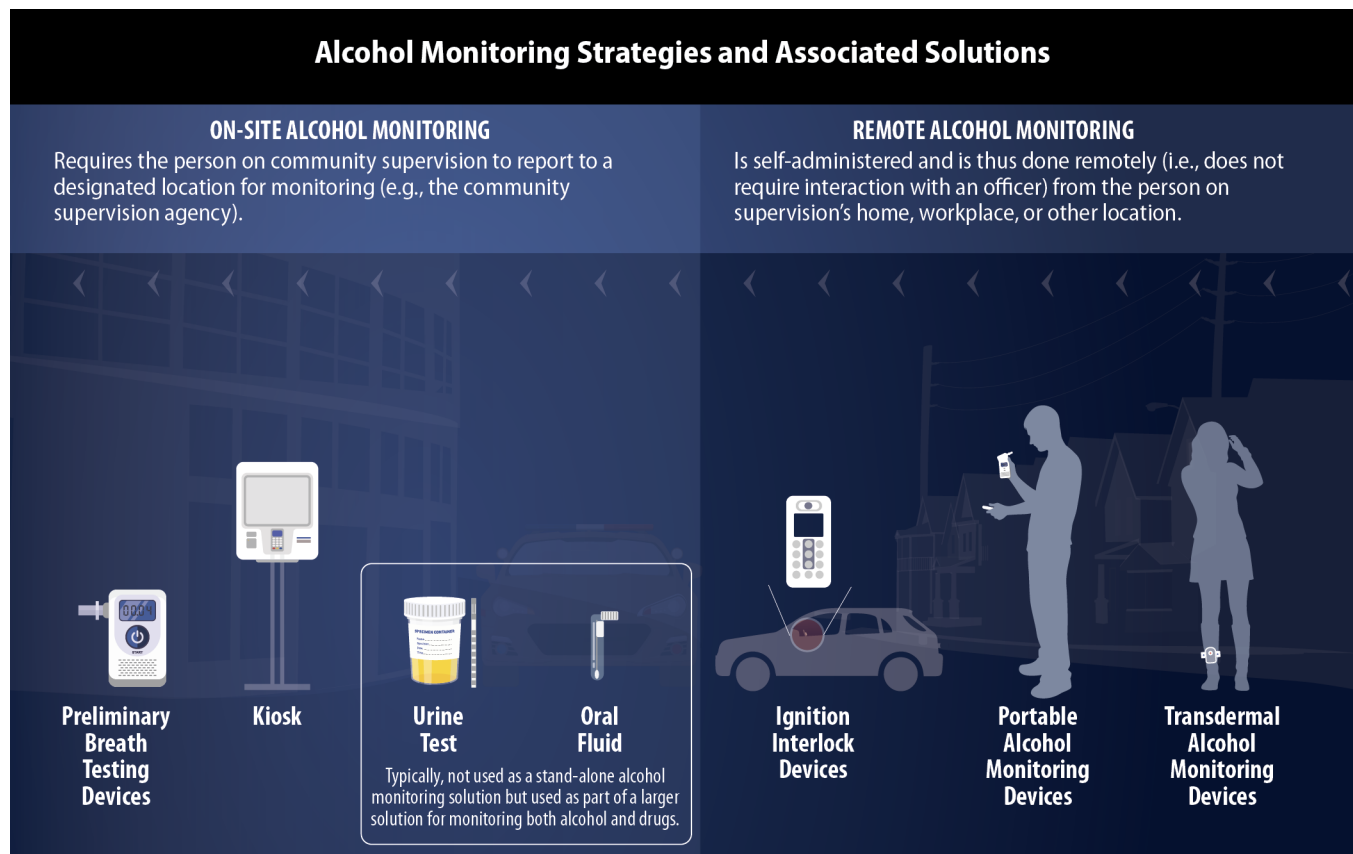 Alcohol Monitoring Strategies and Associated Solutions
ON-SITE ALCOHOL MONITORING
Requires the person on community supervision to report to a
designated location for monitoring (e.g., the community
supervision agency).
REMOTE ALCOHOL MONITORING
Is self-administered and is thus done remotely (i.e., does not
require interaction with an officer) from the person on
supervision's home, workplace, or other location.
00:04
START
Preliminary
Breath
Testing
Devices
Kiosk
SPECIMEN CONTAINER
Urine
Test
Oral
Fluid
Typically, not used as a stand-alone alcohol
monitoring solution but used as part of a larger
solution for monitoring both alcohol and drugs.
Ignition
Interlock
Devices
Portable
Alcohol
Monitoring
Devices
Transdermal
Alcohol
Monitoring
Devices